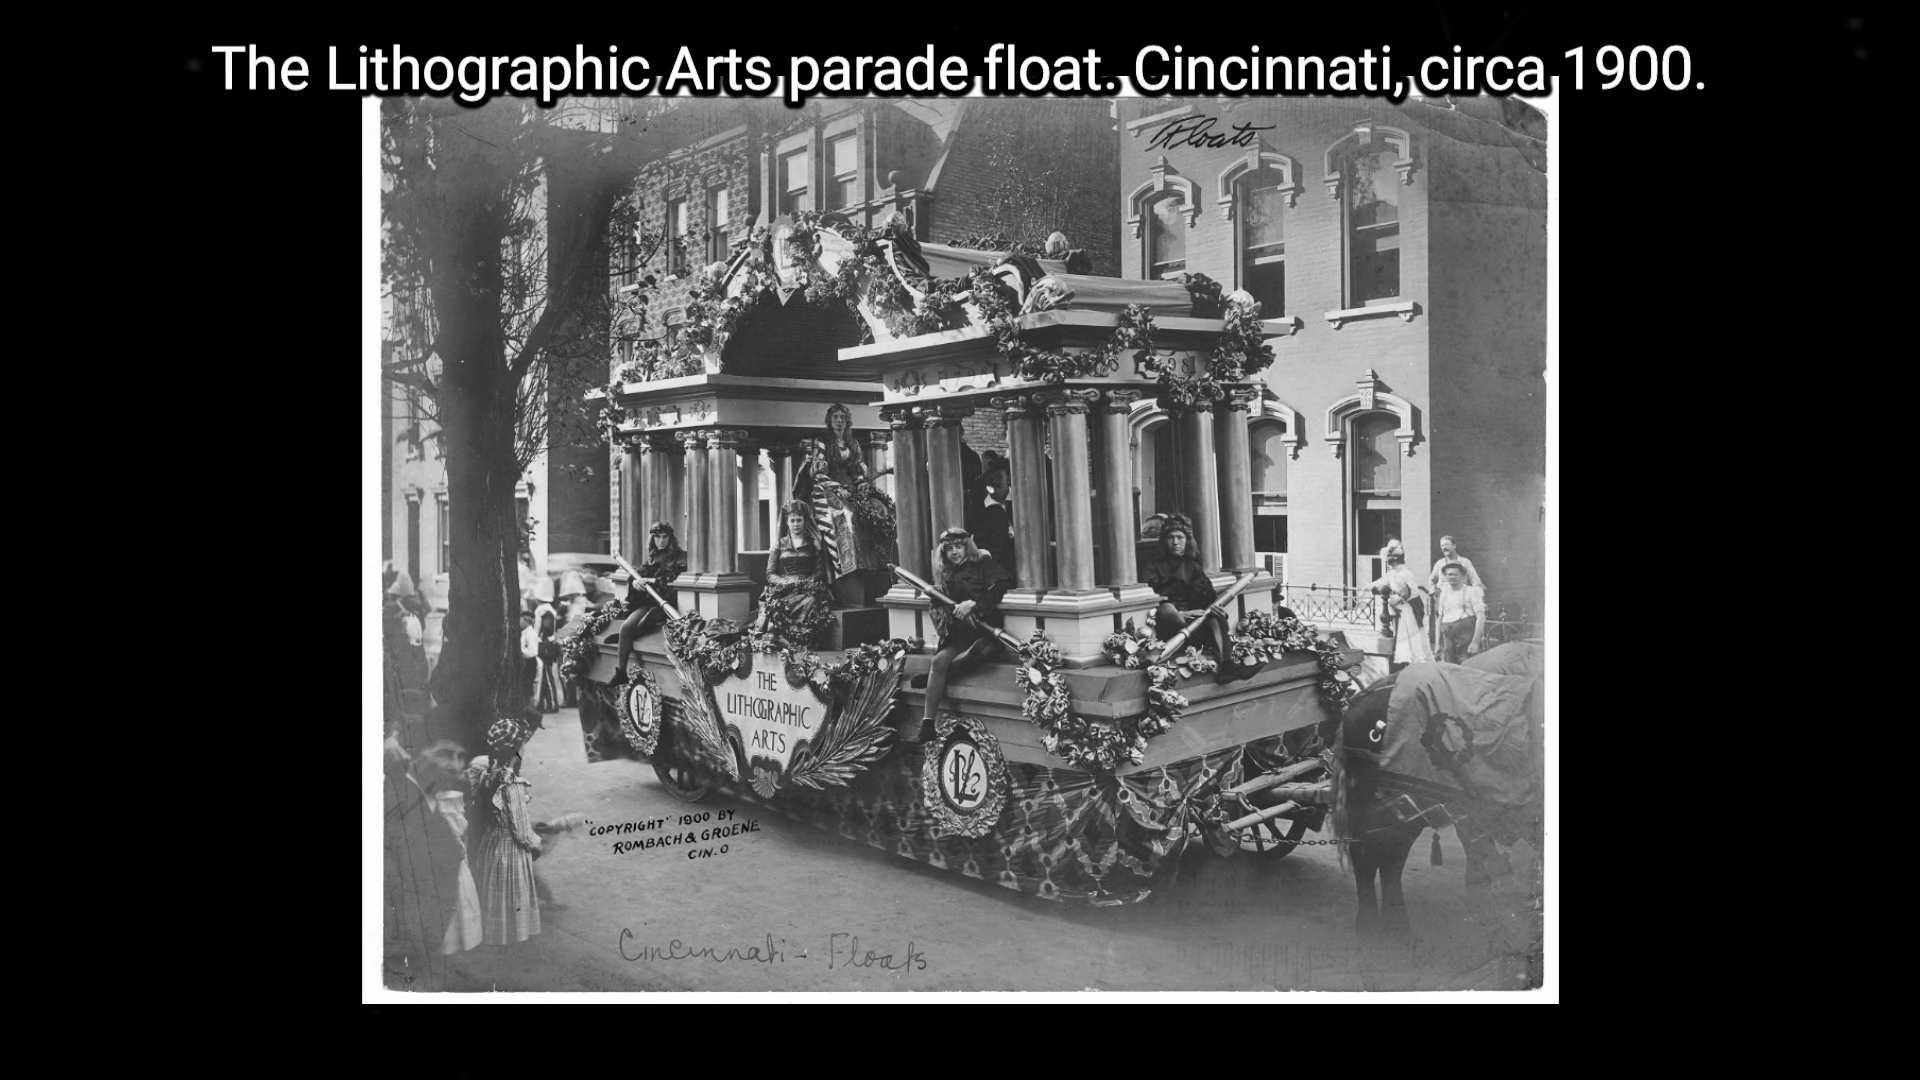 The Lithographic Arts parade float. Cincinnati, circa 1900.
Floats
THE
LITHOGRAPHIC
ARTS
"COPYRIGHT" 1900 BY
ROMBACH & GROENE
CIN. O
Cincinnati - Floats